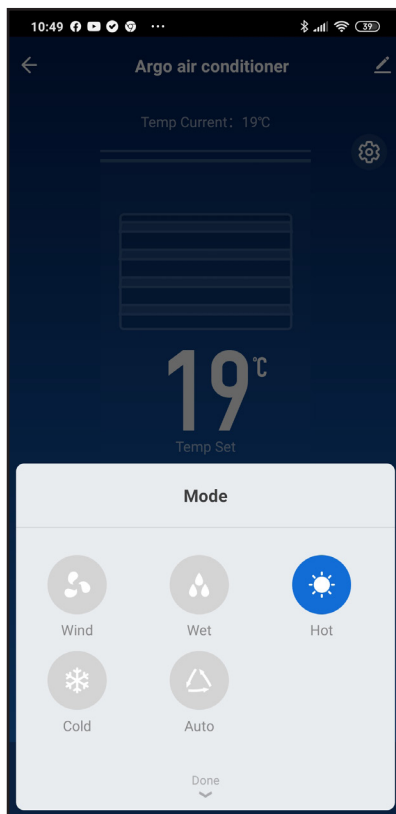 10:49 39
Argo air conditioner
Temp Current: 19℃
19℃
Temp Set
Mode
Wind Wet Hot
Cold Auto
Done